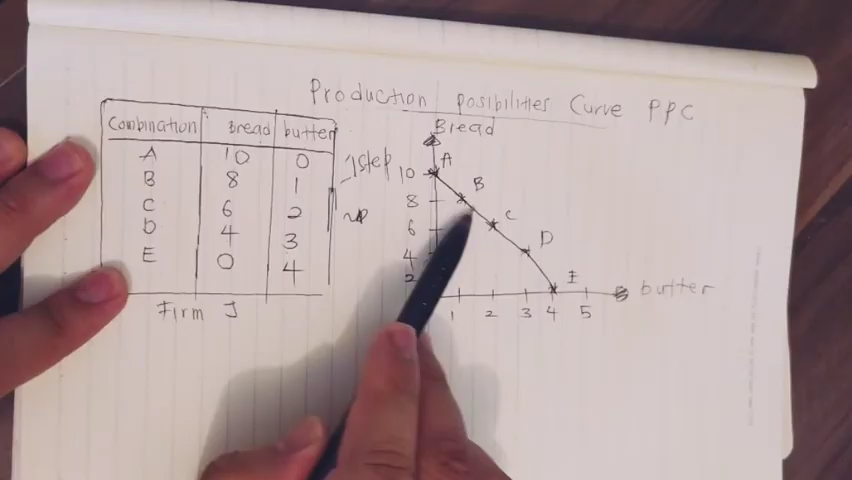 Production posibilities Curve PPC
Combination Bread butter
A 10 0
B 8 1
C 6 2
D 4 3
E 0 4
Firm J
1step
Bread
10
8
6
4
2
A
B
C
D
E
1 2 3 4 5
butter